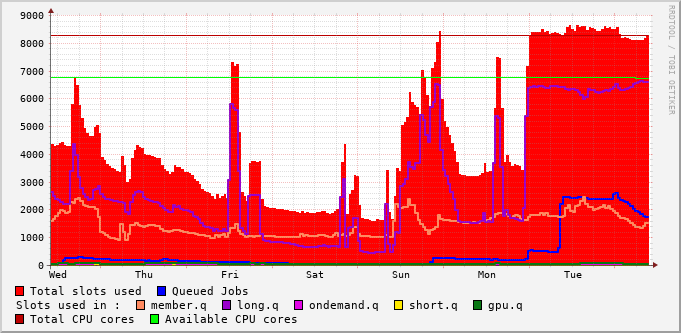 9000
8000
7000
6000
5000
4000
3000
2000
1000
0
Wed Thu Fri Sat Sun Mon Tue
Total slots used Queued Jobs
Slots used in : member.q long.q ondemand.q short.q gpu.q
Total CPU cores Available CPU cores
RRDTOOL / TOBI OETIKER